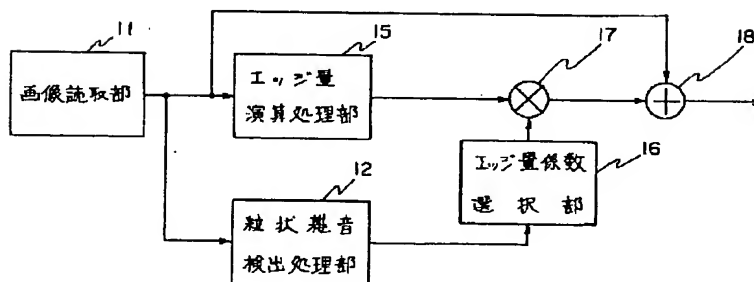 11
画像読取部
15
エッジ量
演算処理部
17
18
12
粒状雑音
検出処理部
16
エッジ量係数
選択部